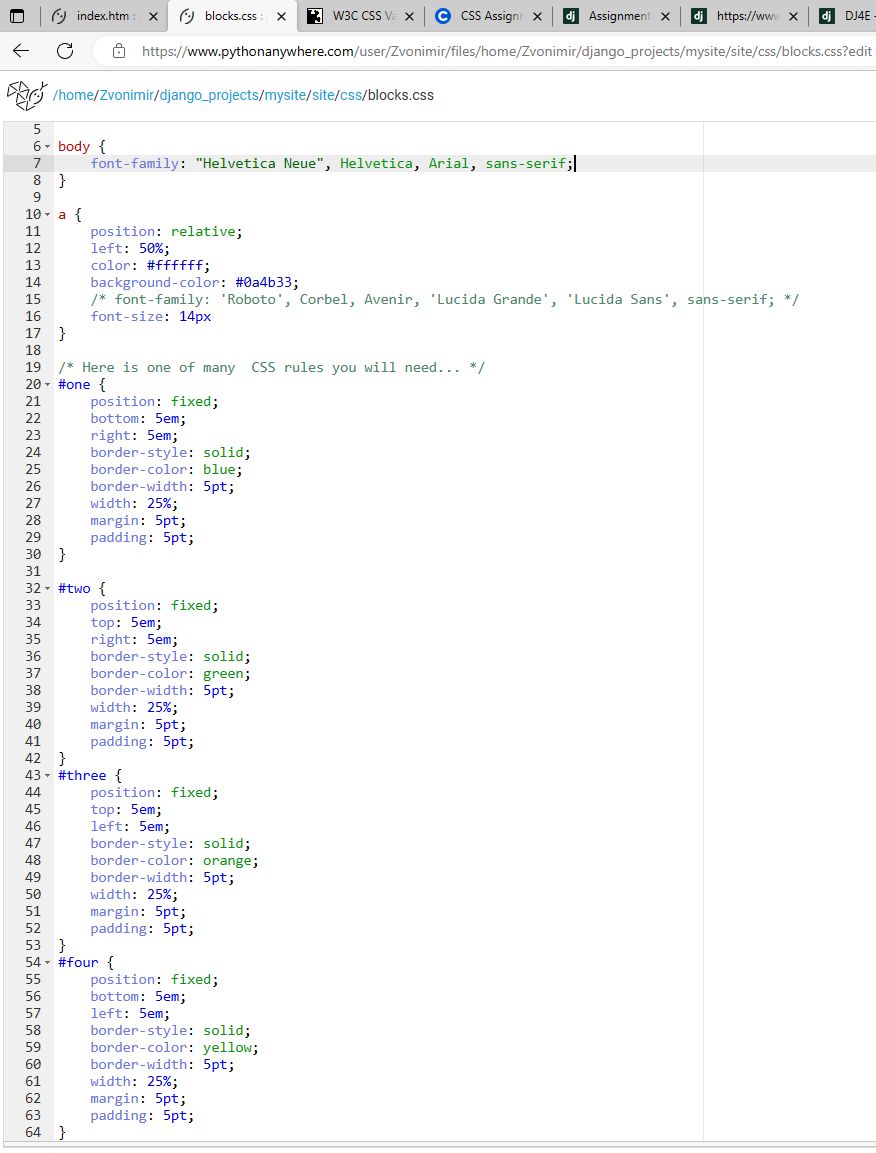 index.htm :
blocks.css :
W3C CSS Va
CSS Assignr
Assignment
https://www
DJ4E -
https://www.pythonanywhere.com/user/Zvonimir/files/home/Zvonimir/django_projects/mysite/site/css/blocks.css?edit
/home/Zvonimir/django_projects/mysite/site/css/blocks.css
5
6 body {
7 font-family: "Helvetica Neue", Helvetica, Arial, sans-serif;
8 }
9
10 a {
11 position: relative;
12 left: 50%;
13 color: #ffffff;
14 background-color: #0a4b33;
15 /* font-family: 'Roboto', Corbel, Avenir, 'Lucida Grande', 'Lucida Sans', sans-serif; */
16 font-size: 14px
17 }
18
19 /* Here is one of many  CSS rules you will need... */
20 #one {
21 position: fixed;
22 bottom: 5em;
23 right: 5em;
24 border-style: solid;
25 border-color: blue;
26 border-width: 5pt;
27 width: 25%;
28 margin: 5pt;
29 padding: 5pt;
30 }
31
32 #two {
33 position: fixed;
34 top: 5em;
35 right: 5em;
36 border-style: solid;
37 border-color: green;
38 border-width: 5pt;
39 width: 25%;
40 margin: 5pt;
41 padding: 5pt;
42 }
43 #three {
44 position: fixed;
45 top: 5em;
46 left: 5em;
47 border-style: solid;
48 border-color: orange;
49 border-width: 5pt;
50 width: 25%;
51 margin: 5pt;
52 padding: 5pt;
53 }
54 #four {
55 position: fixed;
56 bottom: 5em;
57 left: 5em;
58 border-style: solid;
59 border-color: yellow;
60 border-width: 5pt;
61 width: 25%;
62 margin: 5pt;
63 padding: 5pt;
64 }